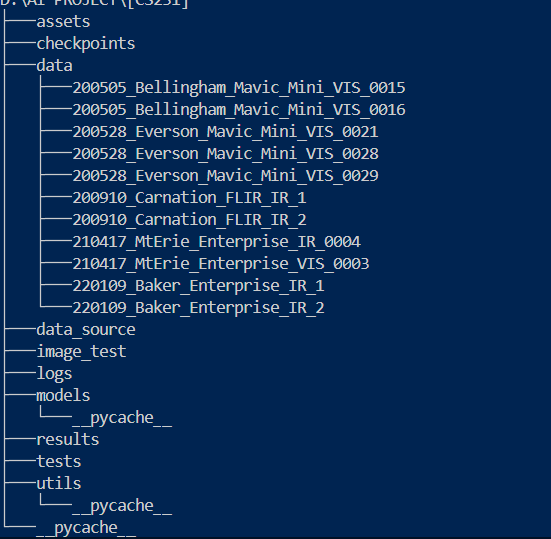 D:\AI PROJECT\[CS231]
├───assets
├───checkpoints
├───data
│   ├───200505_Bellingham_Mavic_Mini_VIS_0015
│   ├───200505_Bellingham_Mavic_Mini_VIS_0016
│   ├───200528_Everson_Mavic_Mini_VIS_0021
│   ├───200528_Everson_Mavic_Mini_VIS_0028
│   ├───200528_Everson_Mavic_Mini_VIS_0029
│   ├───200910_Carnation_FLIR_IR_1
│   ├───200910_Carnation_FLIR_IR_2
│   ├───210417_MtErie_Enterprise_IR_0004
│   ├───210417_MtErie_Enterprise_VIS_0003
│   ├───220109_Baker_Enterprise_IR_1
│   └───220109_Baker_Enterprise_IR_2
├───data_source
├───image_test
├───logs
├───models
│   └───__pycache__
├───results
├───tests
├───utils
│   └───__pycache__
└───__pycache__